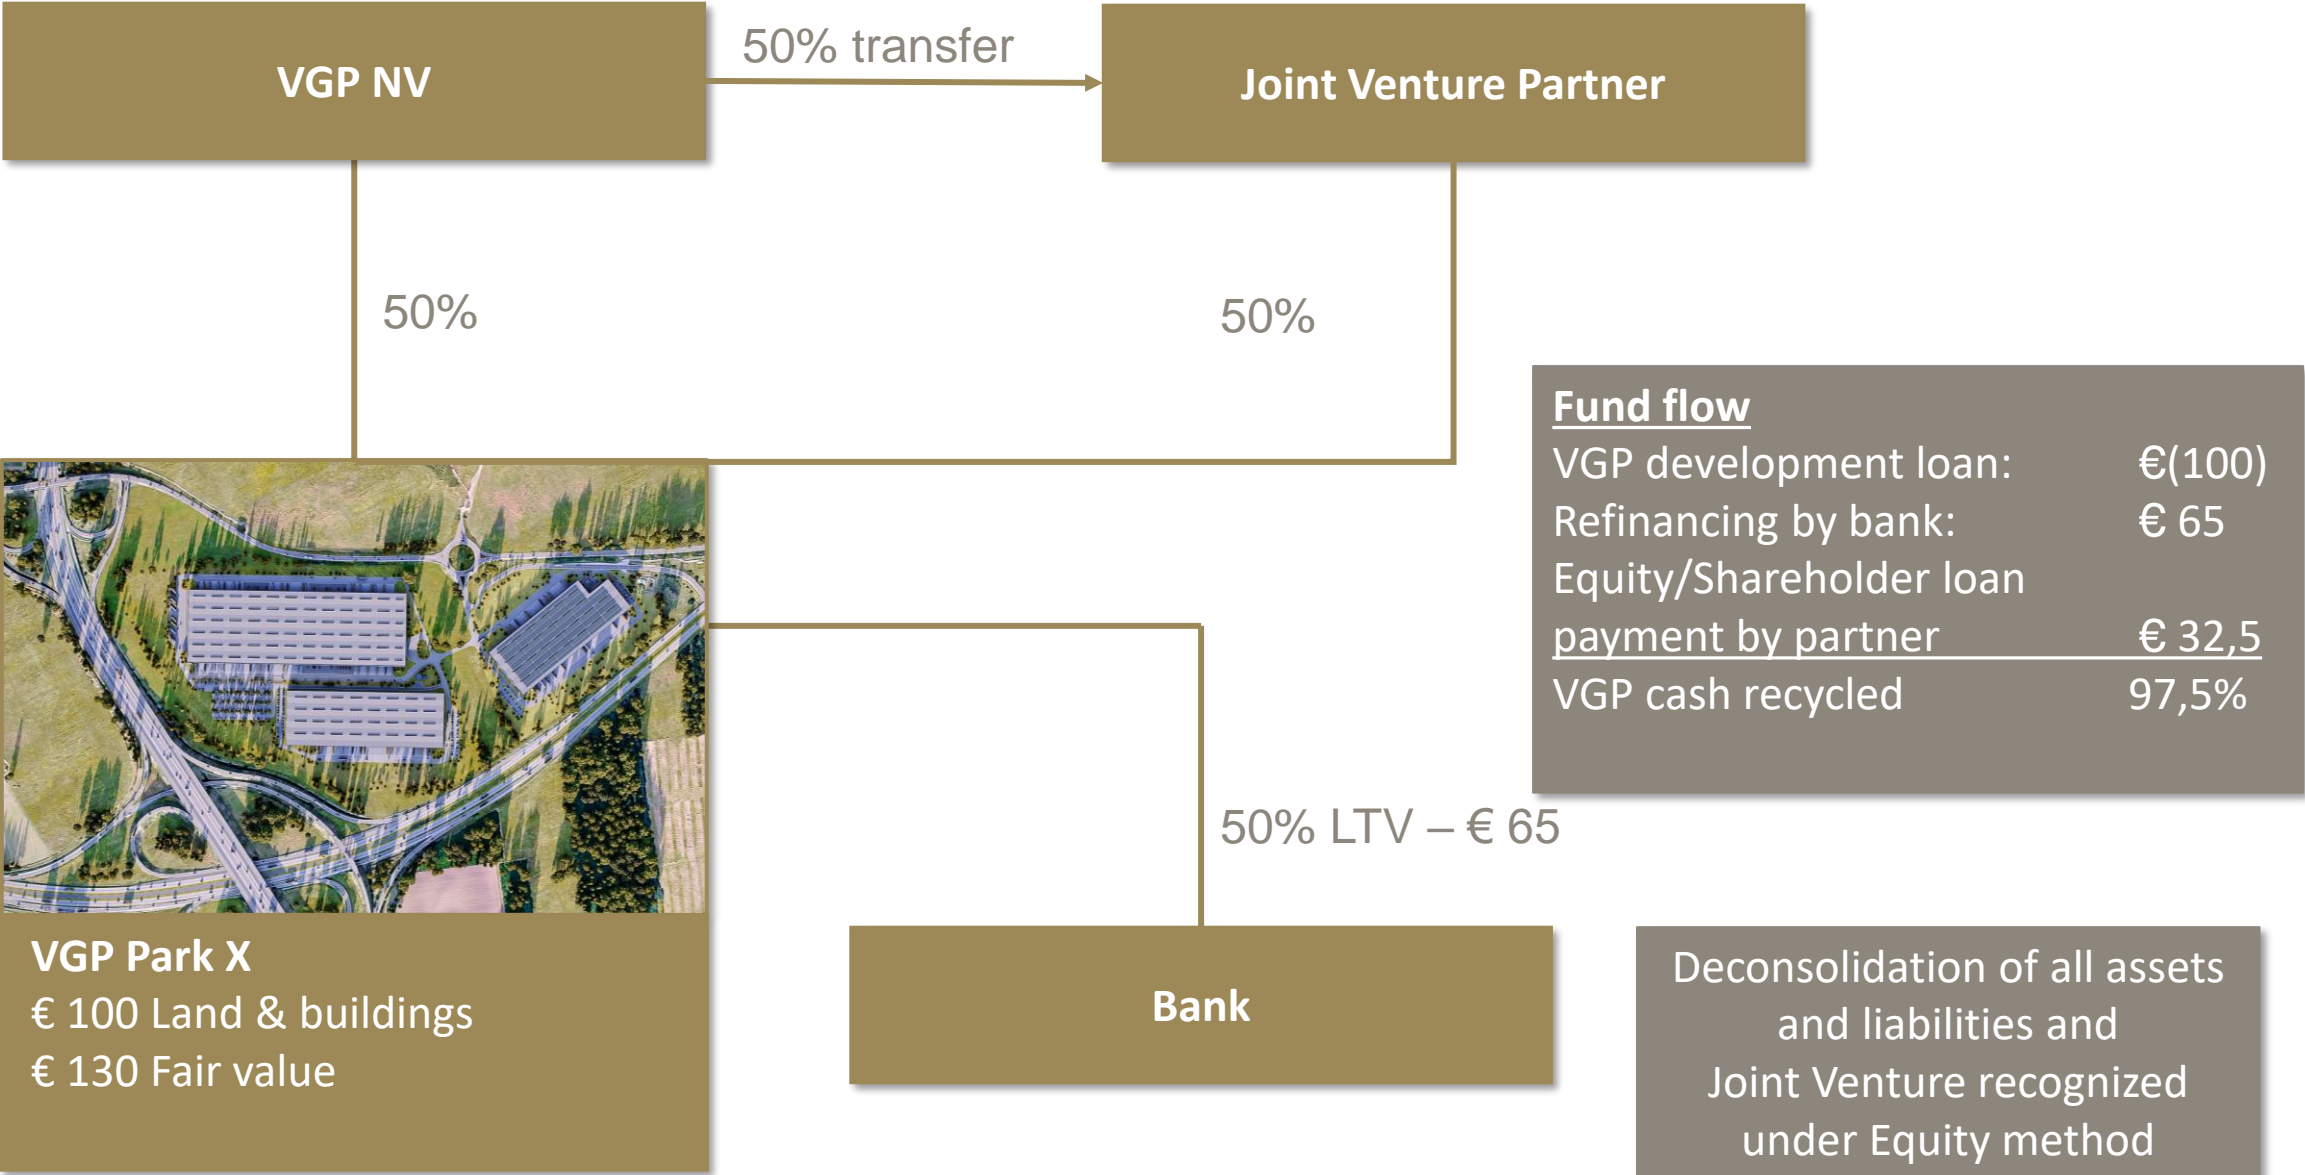 VGP NV
50% transfer
Joint Venture Partner
50%
50%
Fund flow
VGP development loan: €(100)
Refinancing by bank: € 65
Equity/Shareholder loan
payment by partner € 32,5
VGP cash recycled 97,5%
50% LTV – € 65
VGP Park X
€ 100 Land & buildings
€ 130 Fair value
Bank
Deconsolidation of all assets
and liabilities and
Joint Venture recognized
under Equity method